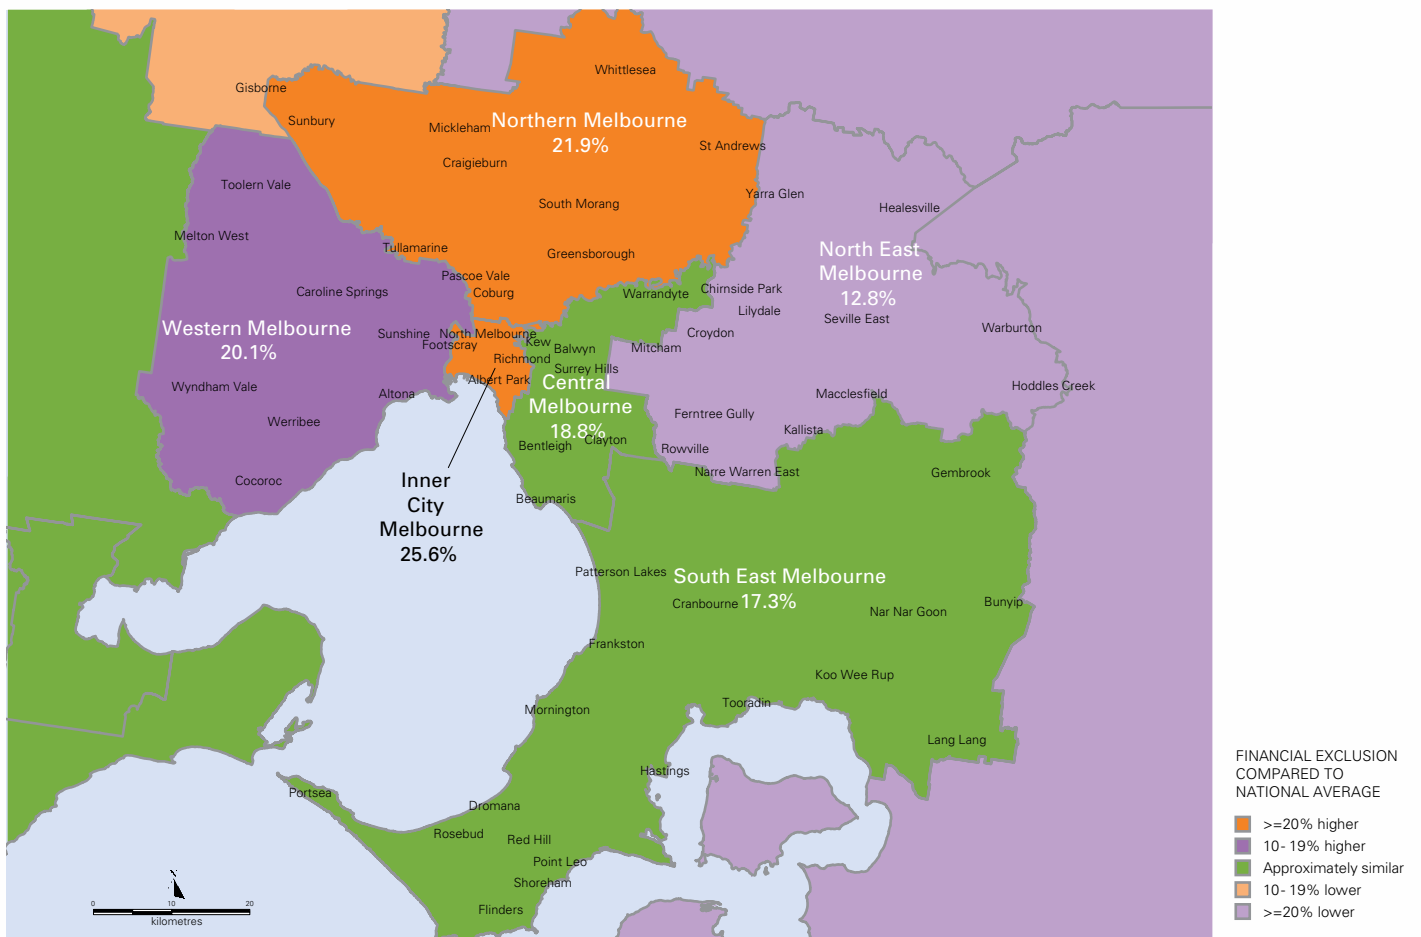 Whittlesea
Gisborne
Sunbury
Mickleham
Northern Melbourne
21.9%
St Andrews
Craigieburn
Toolern Vale
Yarra Glen
South Morang
Healesville
Melton West
Tullamarine
Greensborough
North East
Melbourne
12.8%
Pascoe Vale
Coburg
Caroline Springs
Warrandyte
Chirnside Park
Lilydale
Seville East
Western Melbourne
20.1%
Sunshine
North Melbourne
Footscray
Kew
Balwyn
Mitcham
Croydon
Warburton
Richmond
Surrey Hills
Albert Park
Central
Melbourne
18.8%
Wyndham Vale
Altona
Macclesfield
Hoddles Creek
Werribee
Ferntree Gully
Kallista
Bentleigh
Clayton
Rowville
Narre Warren East
Gembrook
Cocoroc
Inner
City
Melbourne
25.6%
Beaumaris
Patterson Lakes
South East Melbourne
17.3%
Cranbourne
Nar Nar Goon
Bunyip
Frankston
Koo Wee Rup
Mornington
Tooradin
Lang Lang
Hastings
Portsea
Dromana
Rosebud
Red Hill
Point Leo
Shoreham
Flinders
0 10 20
kilometres
FINANCIAL EXCLUSION
COMPARED TO
NATIONAL AVERAGE
>=20% higher
10- 19% higher
Approximately similar
10- 19% lower
>=20% lower